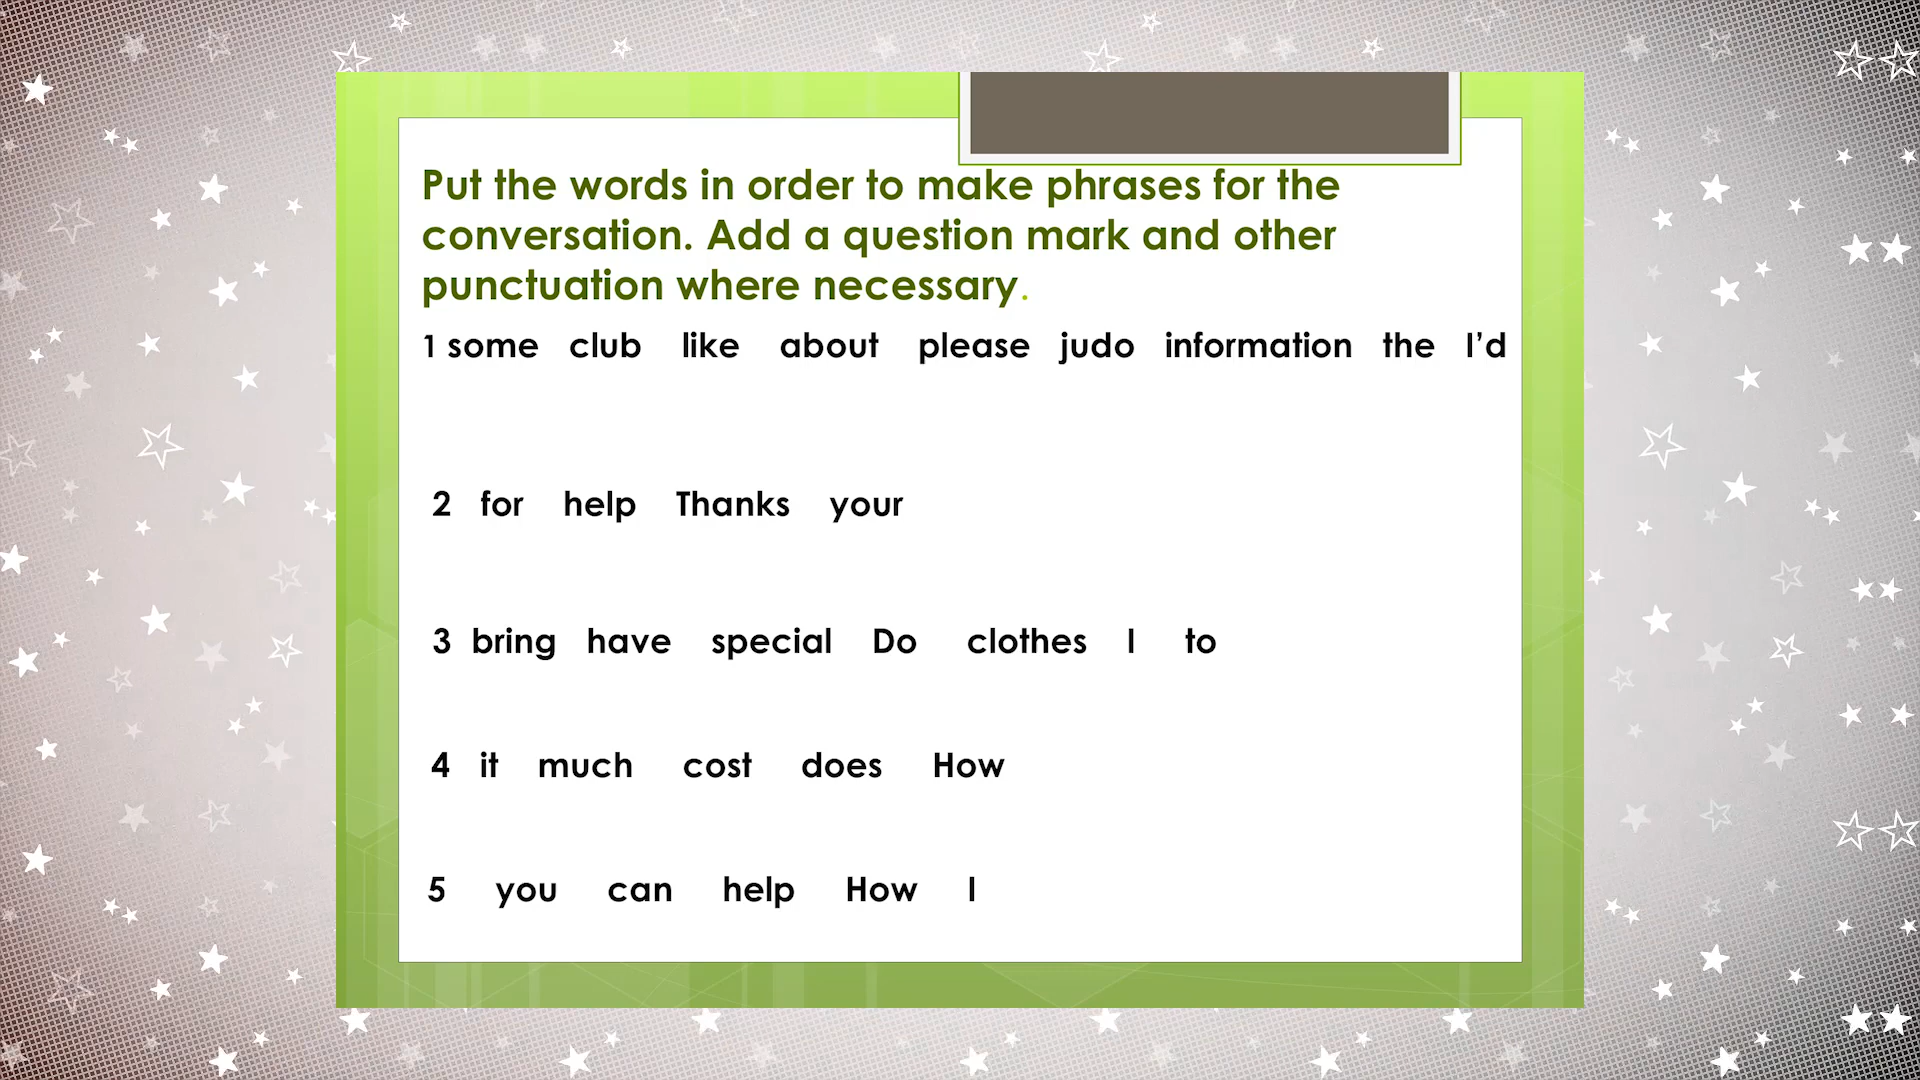 Put the words in order to make phrases for the
conversation. Add a question mark and other
punctuation where necessary.
1 some club like about please judo information the I’d
2 for help Thanks your
3 bring have special Do clothes I to
4 it much cost does How
5 you can help How I